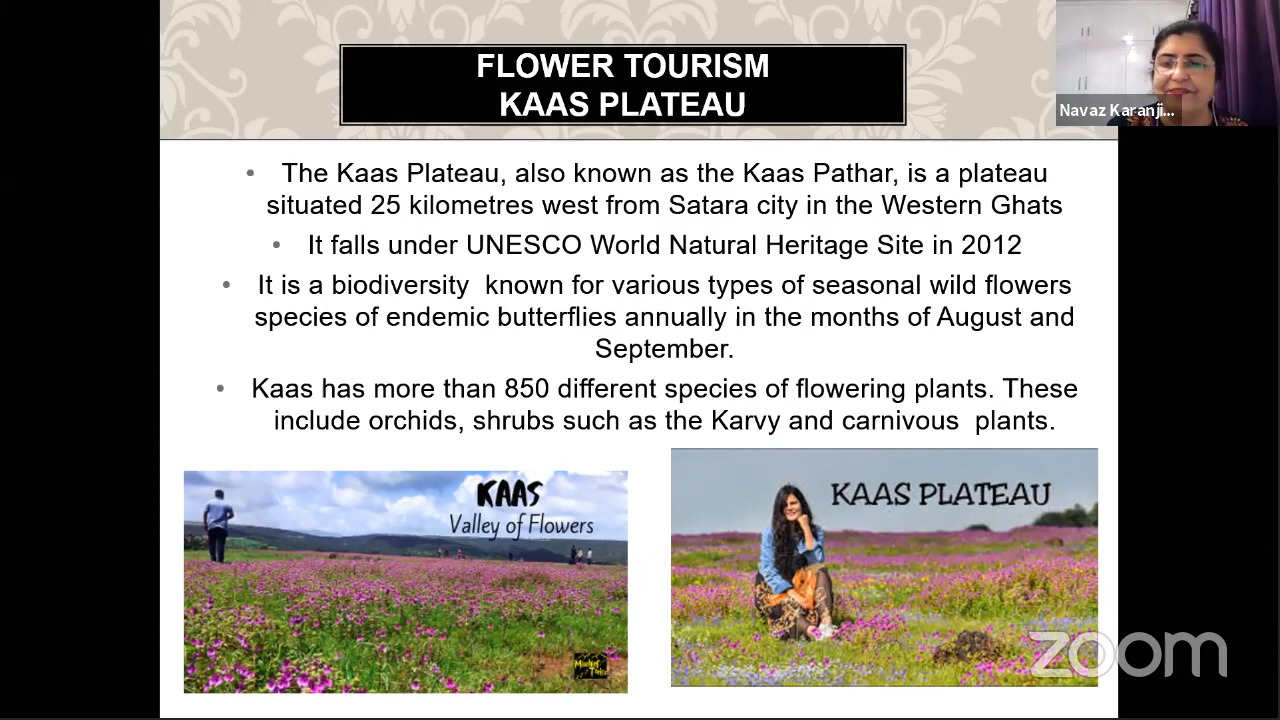 FLOWER TOURISM
KAAS PLATEAU
Navaz Karanji...
• The Kaas Plateau, also known as the Kaas Pathar, is a plateau
situated 25 kilometres west from Satara city in the Western Ghats
• It falls under UNESCO World Natural Heritage Site in 2012
• It is a biodiversity  known for various types of seasonal wild flowers
species of endemic butterflies annually in the months of August and
September.
• Kaas has more than 850 different species of flowering plants. These
include orchids, shrubs such as the Karvy and carnivous  plants.
KAAS
Valley of Flowers
KAAS PLATEAU
zoom